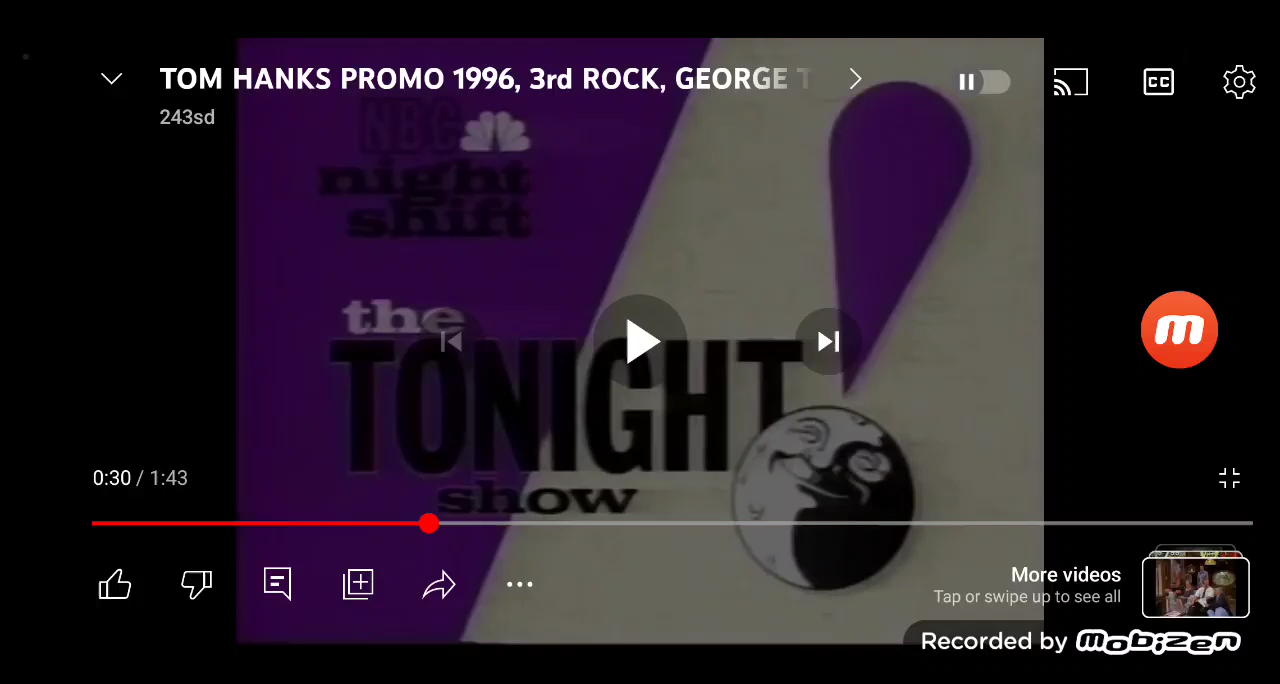 TOM HANKS PROMO 1996, 3rd ROCK, GEORGE T
243sd
CC
NBC
night
shift
the
TONIGHT
show
!
m
0:30 / 1:43
More videos
Tap or swipe up to see all
Recorded by mobizen